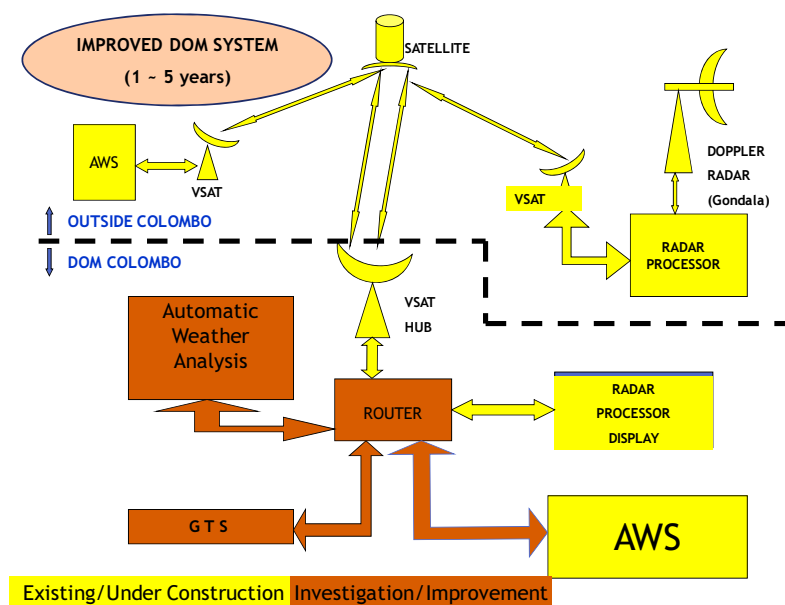 IMPROVED DOM SYSTEM
(1 ~ 5 years)
SATELLITE
AWS
VSAT
DOPPLER
RADAR
(Gondala)
VSAT
OUTSIDE COLOMBO
RADAR
PROCESSOR
DOM COLOMBO
VSAT
HUB
Automatic
Weather
Analysis
ROUTER
RADAR
PROCESSOR
DISPLAY
G T S
AWS
Existing/Under Construction
Investigation/Improvement